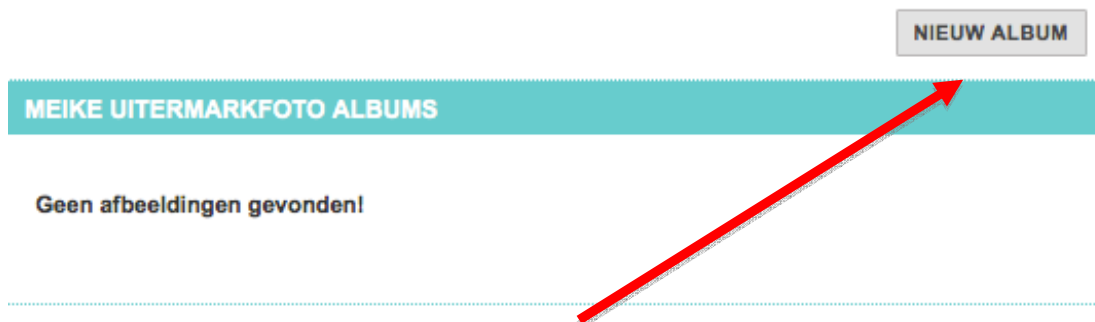 NIEUW ALBUM
MEIKE UITERMARKFOTO ALBUMS
Geen afbeeldingen gevonden!